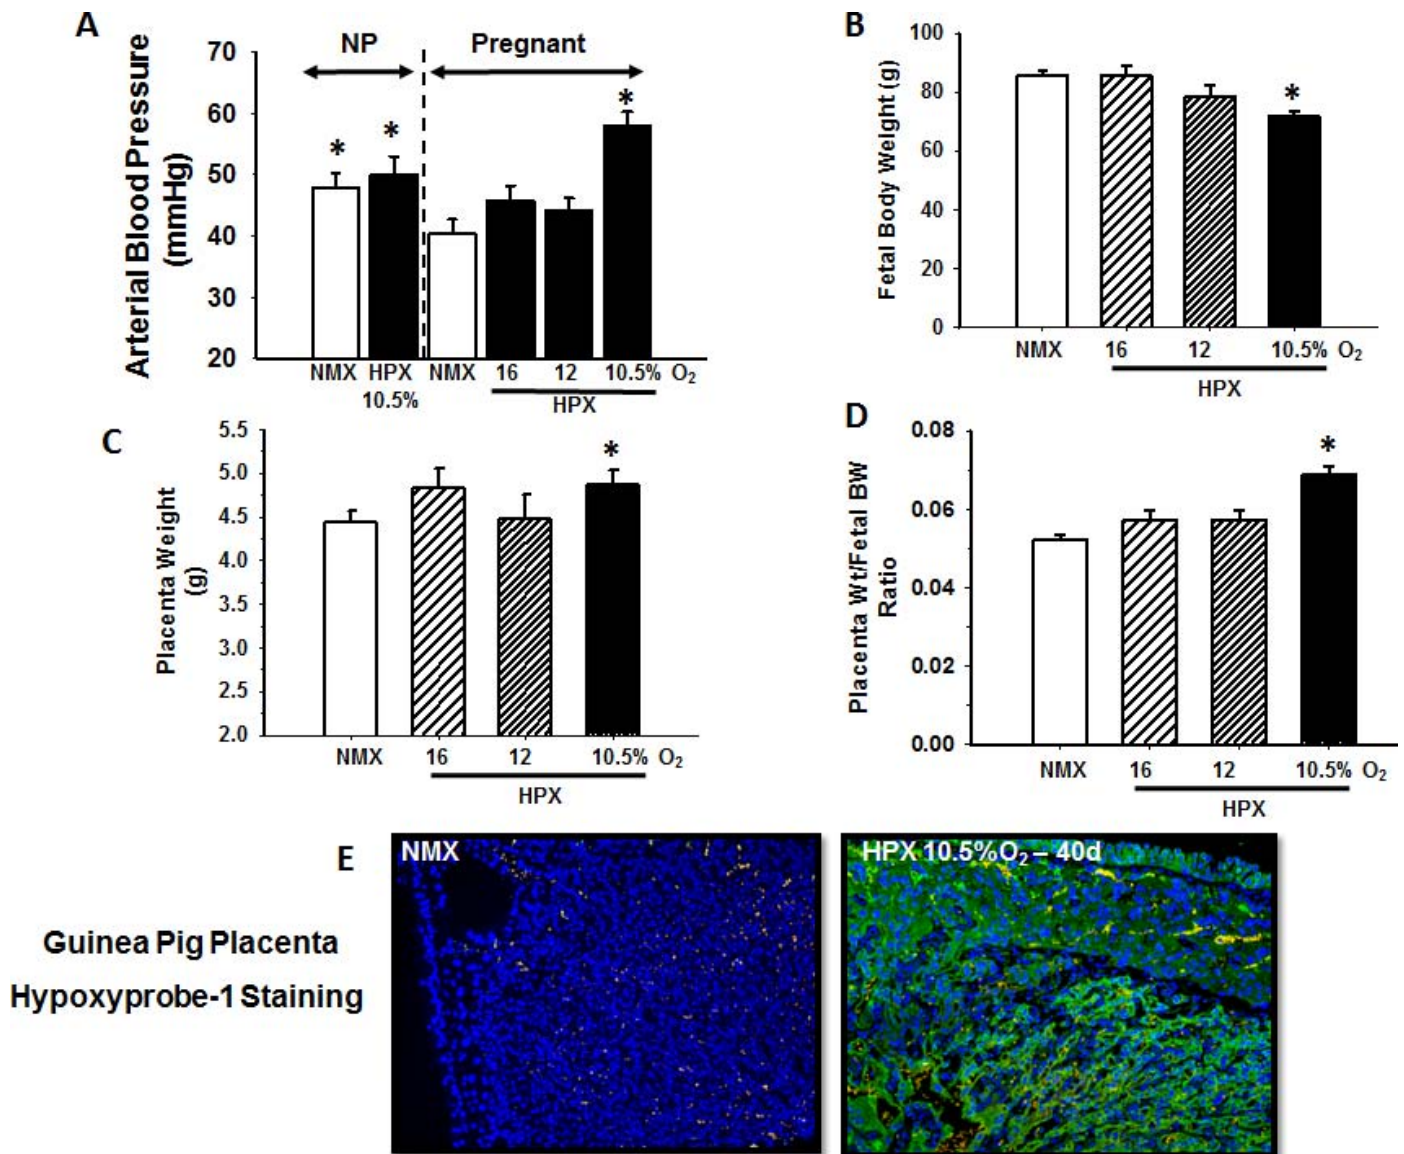 A
Arterial Blood Pressure
(mmHg)
70
60
50
40
30
20
NP
Pregnant
*
*
*
NMX HPX NMX 16 12 10.5% O₂
10.5%
HPX
B
Fetal Body Weight (g)
100
80
60
40
20
0
*
NMX 16 12 10.5% O₂
HPX
C
Placenta Weight
(g)
5.5
5.0
4.5
4.0
3.5
3.0
2.5
2.0
*
NMX 16 12 10.5% O₂
HPX
D
Placenta Wt/Fetal BW
Ratio
0.08
0.06
0.04
0.02
0.00
*
NMX 16 12 10.5% O₂
HPX
E
Guinea Pig Placenta
Hypoxyprobe-1 Staining
NMX
HPX 10.5%O₂ – 40d